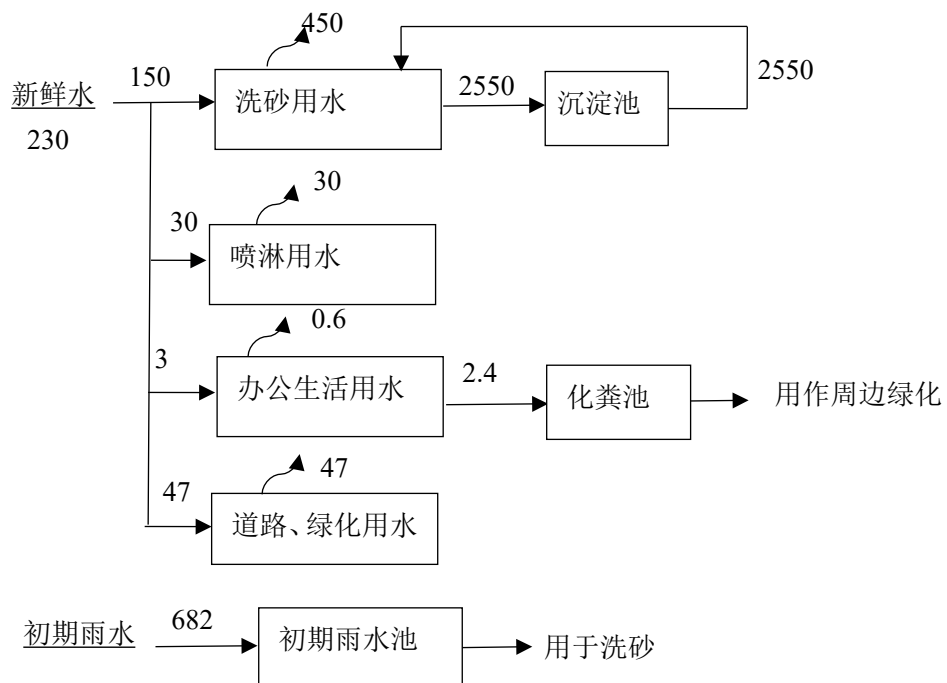 450
150
新鲜水
洗砂用水
2550
沉淀池
2550
230
30
30
喷淋用水
0.6
3
办公生活用水
2.4
化粪池
用作周边绿化
47
47
道路、绿化用水
初期雨水
682
初期雨水池
用于洗砂